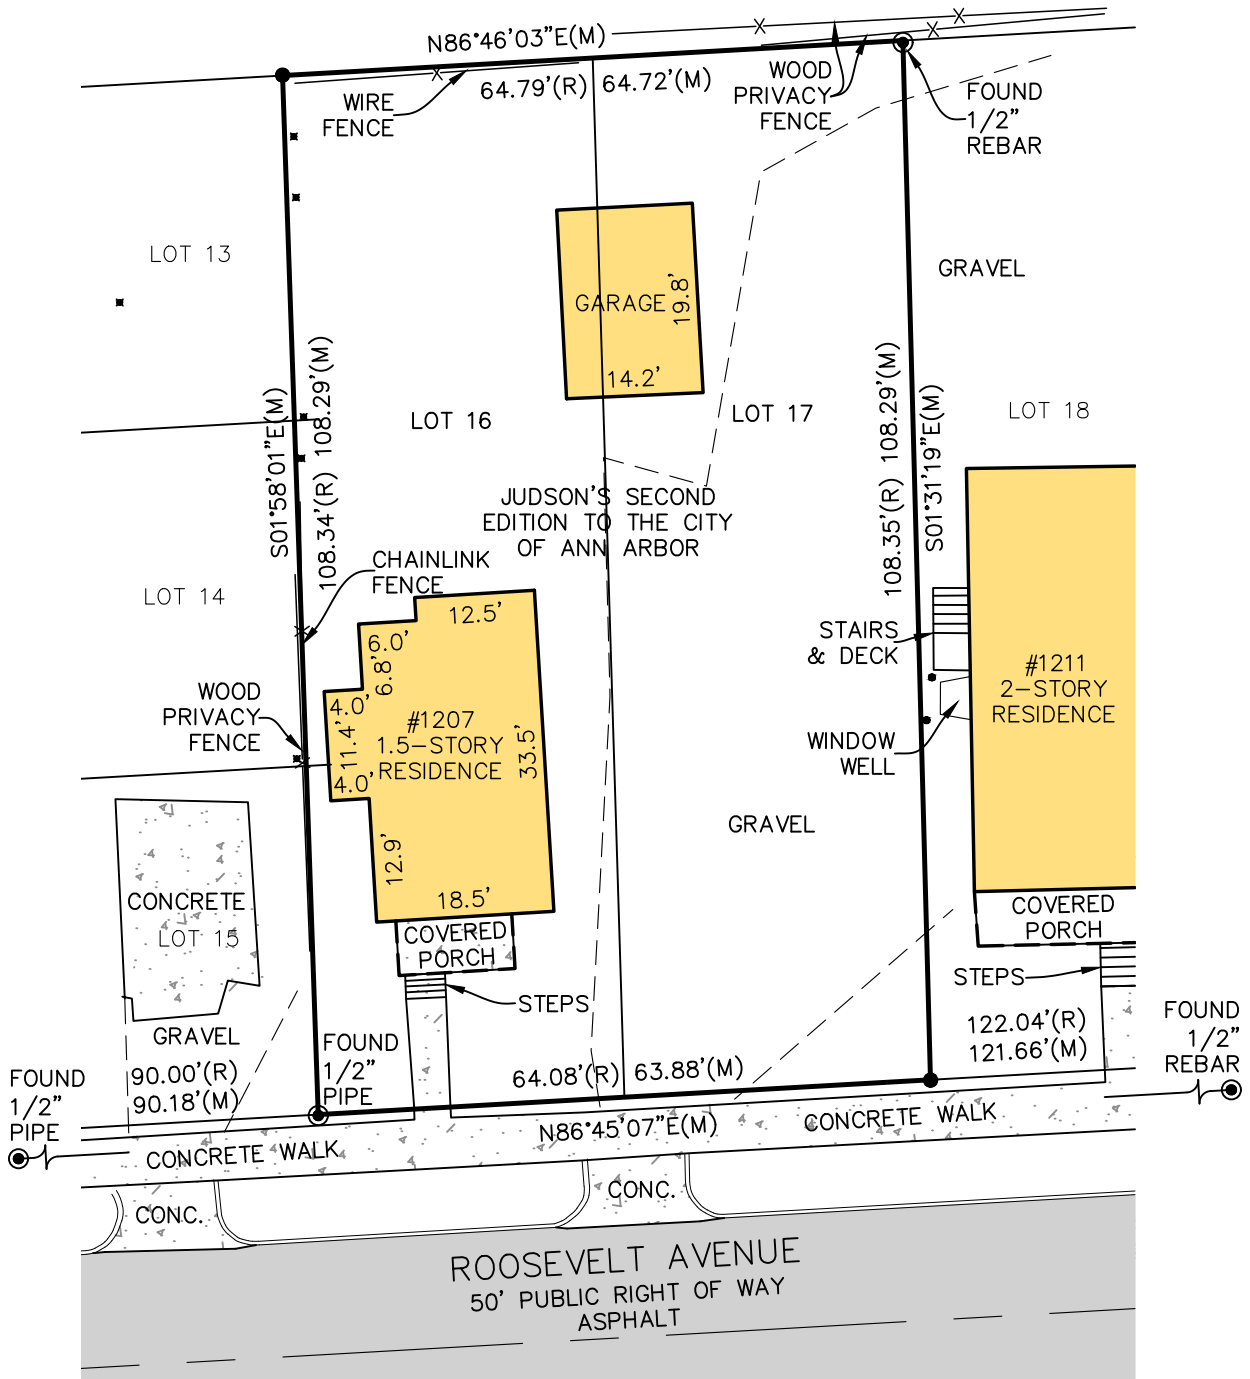 N86°46'03"E(M)
64.79'(R)
64.72'(M)
WIRE
FENCE
WOOD
PRIVACY
FENCE
FOUND
1/2"
REBAR
LOT 13
GRAVEL
GARAGE
19.8'
14.2'
S01°58'01"E(M)
108.34'(R) 108.29'(M)
LOT 16
LOT 17
108.35'(R) 108.29'(M)
S01°31'19"E(M)
LOT 18
JUDSON'S SECOND
EDITION TO THE CITY
OF ANN ARBOR
CHAINLINK
FENCE
LOT 14
12.5'
6.0'
6.8'
4.0'
11.4'
4.0'
#1207
1.5-STORY
RESIDENCE
33.5'
12.9'
18.5'
WOOD
PRIVACY
FENCE
STAIRS
& DECK
#1211
2-STORY
RESIDENCE
WINDOW
WELL
GRAVEL
CONCRETE
LOT 15
COVERED
PORCH
COVERED
PORCH
STEPS
STEPS
GRAVEL
FOUND
1/2"
PIPE
122.04'(R)
121.66'(M)
FOUND
1/2"
REBAR
FOUND
1/2"
PIPE
90.00'(R)
90.18'(M)
64.08'(R)
63.88'(M)
N86°45'07"E(M)
CONCRETE WALK
CONCRETE WALK
CONC.
CONC.
ROOSEVELT AVENUE
50' PUBLIC RIGHT OF WAY
ASPHALT